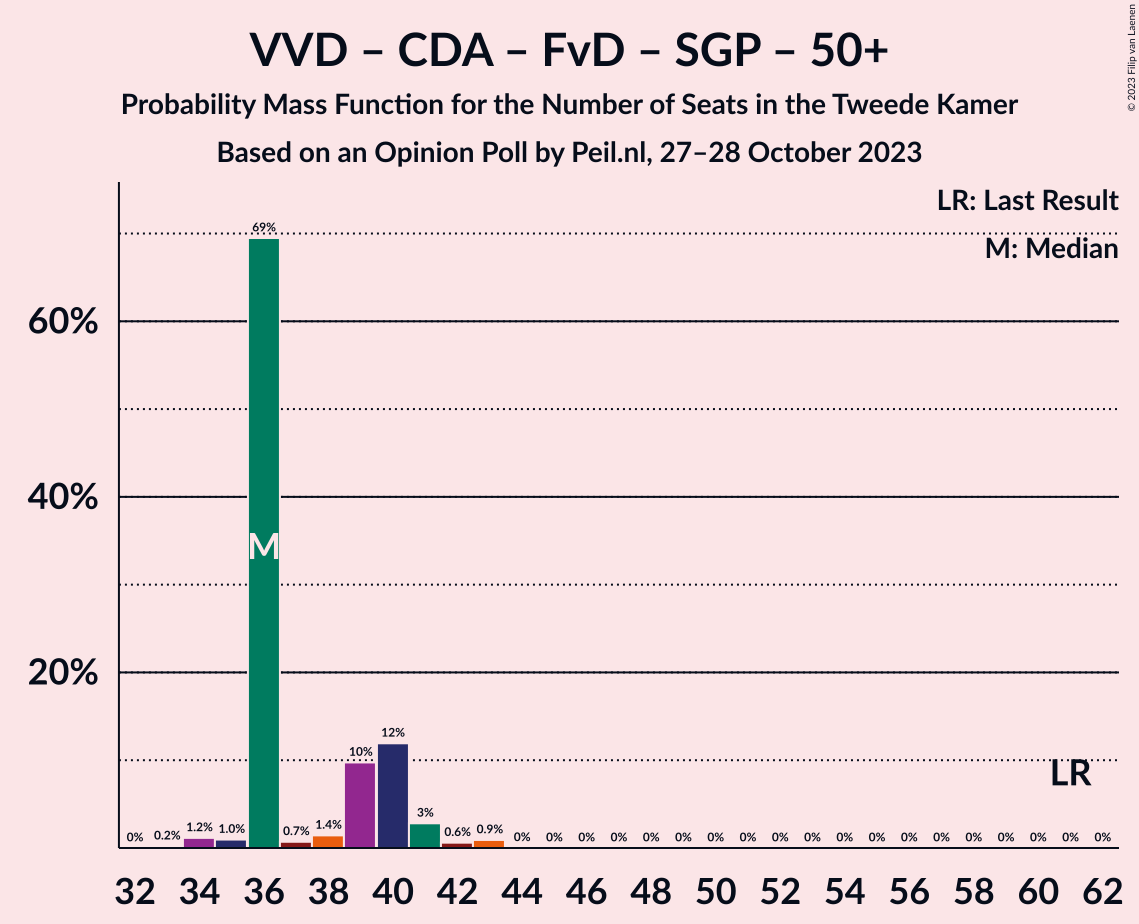 VVD – CDA – FvD – SGP – 50+
Probability Mass Function for the Number of Seats in the Tweede Kamer
Based on an Opinion Poll by Peil.nl, 27–28 October 2023
© 2023 Filip van Laenen
LR: Last Result
M: Median
60%
40%
20%
0% 0.2% 1.2% 1.0% 69% 0.7% 1.4% 10% 12% 3% 0.6% 0.9% 0% 0% 0% 0% 0% 0% 0% 0% 0% 0% 0% 0% 0% 0% 0% 0% 0% 0% 0%
M
LR
32 34 36 38 40 42 44 46 48 50 52 54 56 58 60 62